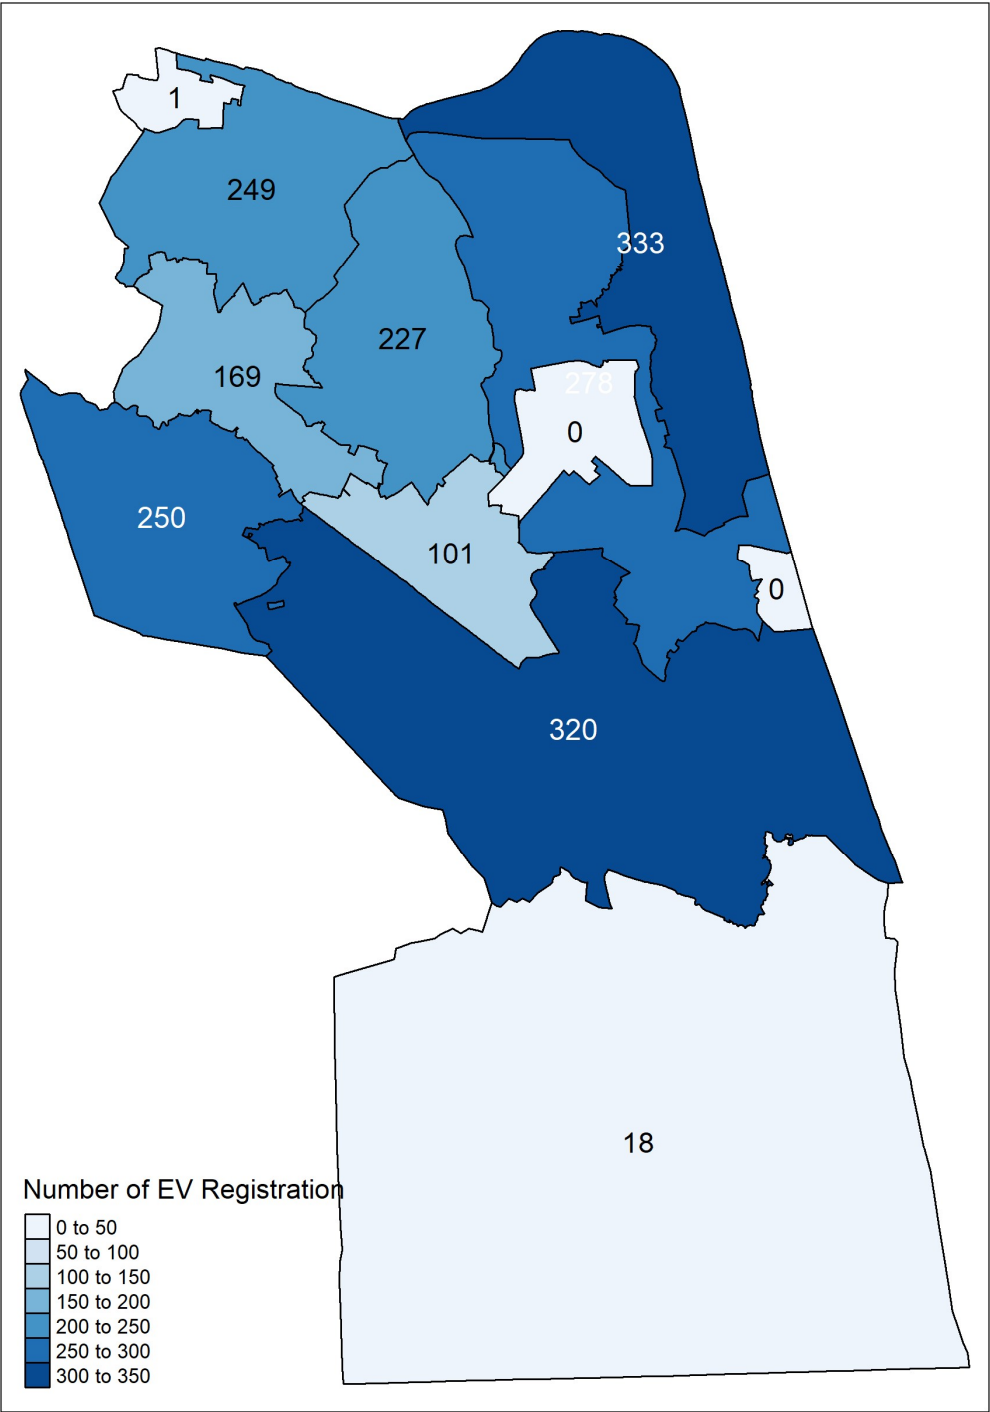 1
249
333
227
169
278
0
250
101
0
320
18
Number of EV Registration
0 to 50
50 to 100
100 to 150
150 to 200
200 to 250
250 to 300
300 to 350